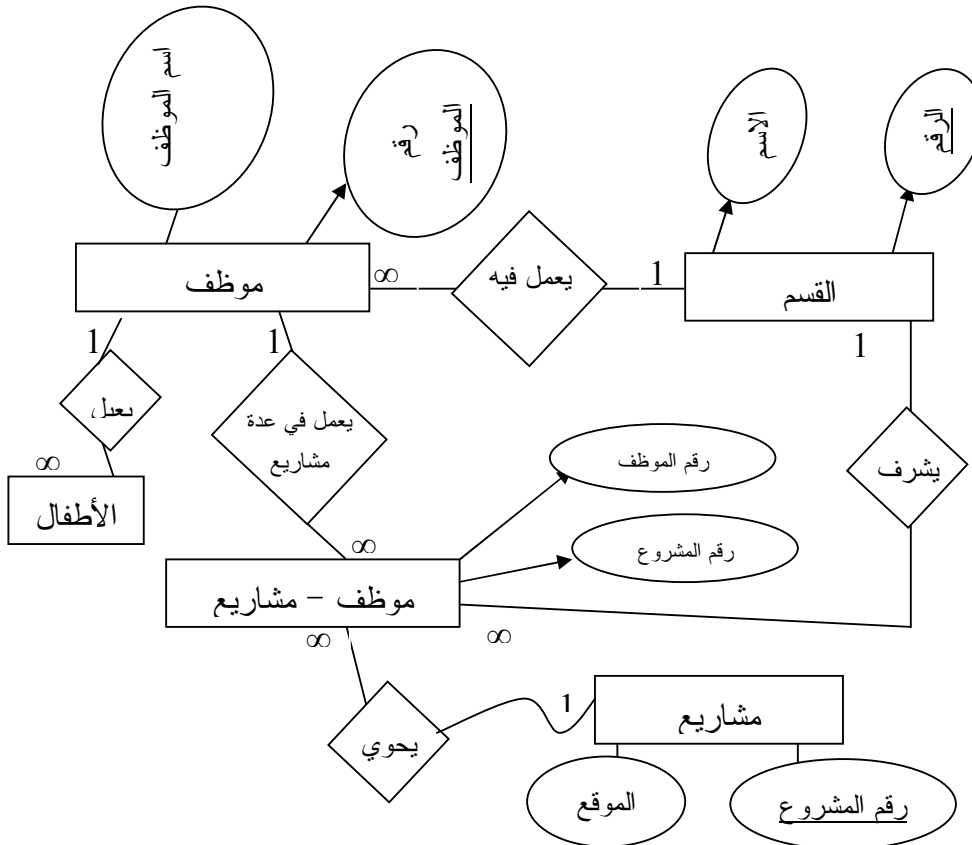 اسم الموظف
رقم
الموظف
الاسم
الرقم
موظف
∞
يعمل فيه
1
القسم
1
1
1
يعيل
يعمل في عدة
مشاريع
رقم الموظف
يشرف
∞
الأطفال
رقم المشروع
∞
موظف – مشاريع
∞
∞
1
مشاريع
يحوي
الموقع
رقم المشروع